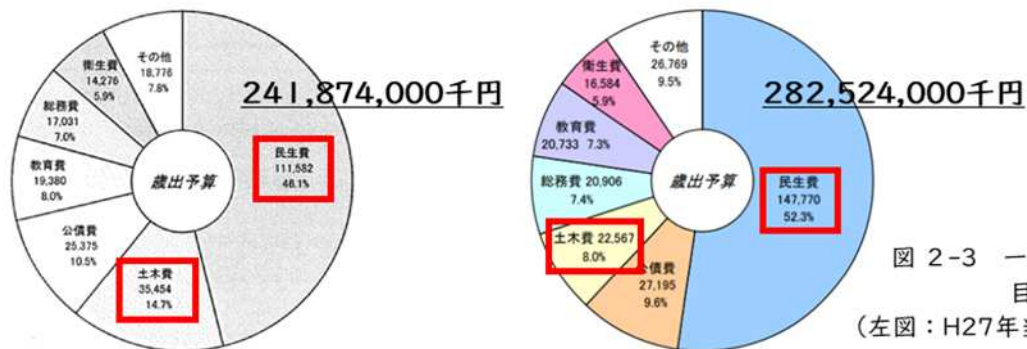 その他
18,776
7.8%
衛生費
14,276
5.9%
総務費
17,031
7.0%
教育費
19,380
8.0%
公債費
25,375
10.5%
土木費
35,454
14.7%
民生費
111,582
46.1%
歳出予算
241,874,000千円
その他
26,769
9.5%
衛生費
16,584
5.9%
教育費
20,733 7.3%
総務費 20,906
7.4%
土木費 22,567
8.0%
公債費
27,195
9.6%
民生費
147,770
52.3%
歳出予算
282,524,000千円
図 2-3 一
目
(左図:H27年